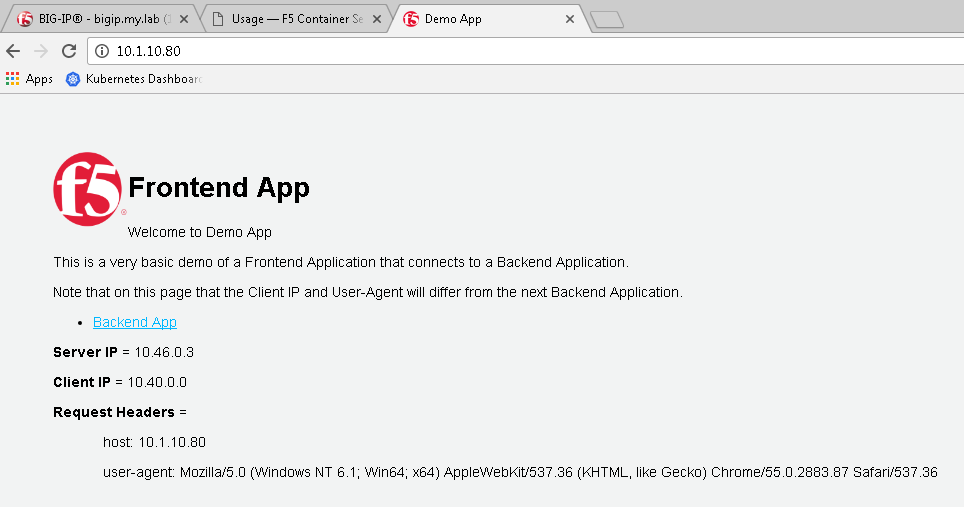 BIG-IP® - bigip.my.lab (
Usage — F5 Container Se
Demo App
10.1.10.80
Apps
Kubernetes Dashboar
f5
®
Frontend App
Welcome to Demo App
This is a very basic demo of a Frontend Application that connects to a Backend Application.
Note that on this page that the Client IP and User-Agent will differ from the next Backend Application.
• Backend App
Server IP = 10.46.0.3
Client IP = 10.40.0.0
Request Headers =
host: 10.1.10.80
user-agent: Mozilla/5.0 (Windows NT 6.1; Win64; x64) AppleWebKit/537.36 (KHTML, like Gecko) Chrome/55.0.2883.87 Safari/537.36